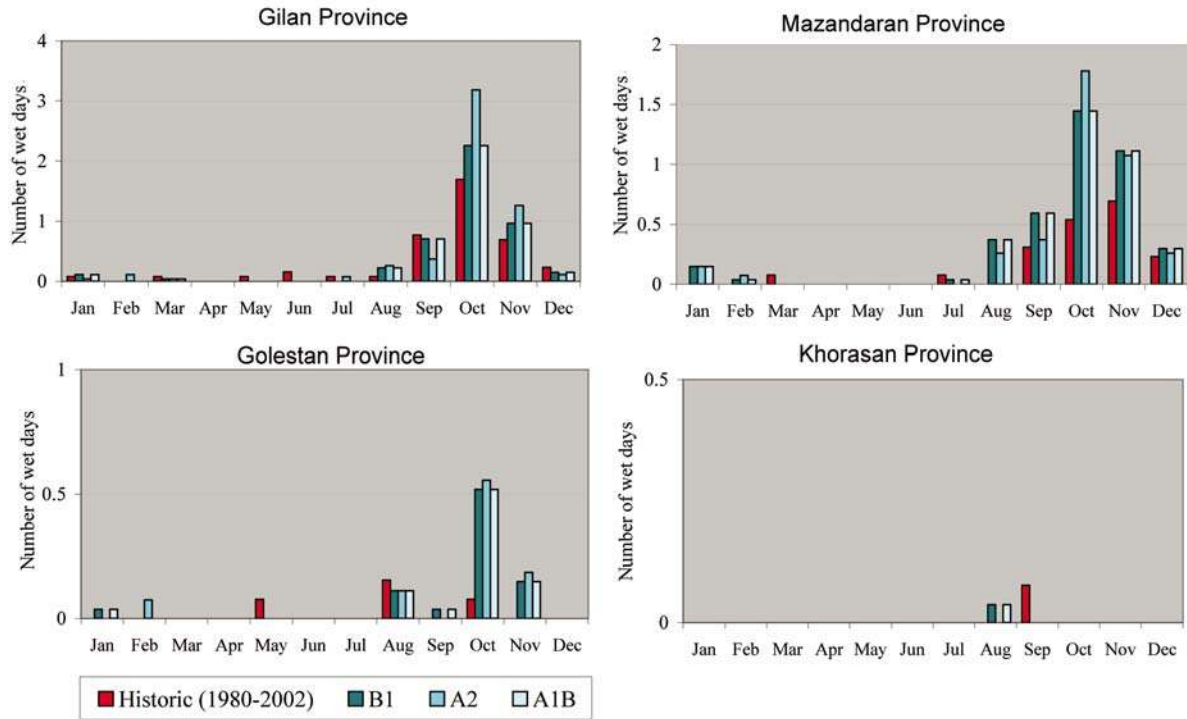 Gilan Province
Number of wet days
4
3
2
1
0
Jan Feb Mar Apr May Jun Jul Aug Sep Oct Nov Dec
Mazandaran Province
Number of wet days
2
1.5
1
0.5
0
Jan Feb Mar Apr May Jun Jul Aug Sep Oct Nov Dec
Golestan Province
Number of wet days
1
0.5
0
Jan Feb Mar Apr May Jun Jul Aug Sep Oct Nov Dec
Khorasan Province
Number of wet days
0.5
0
Jan Feb Mar Apr May Jun Jul Aug Sep Oct Nov Dec
Historic (1980-2002) B1 A2 A1B